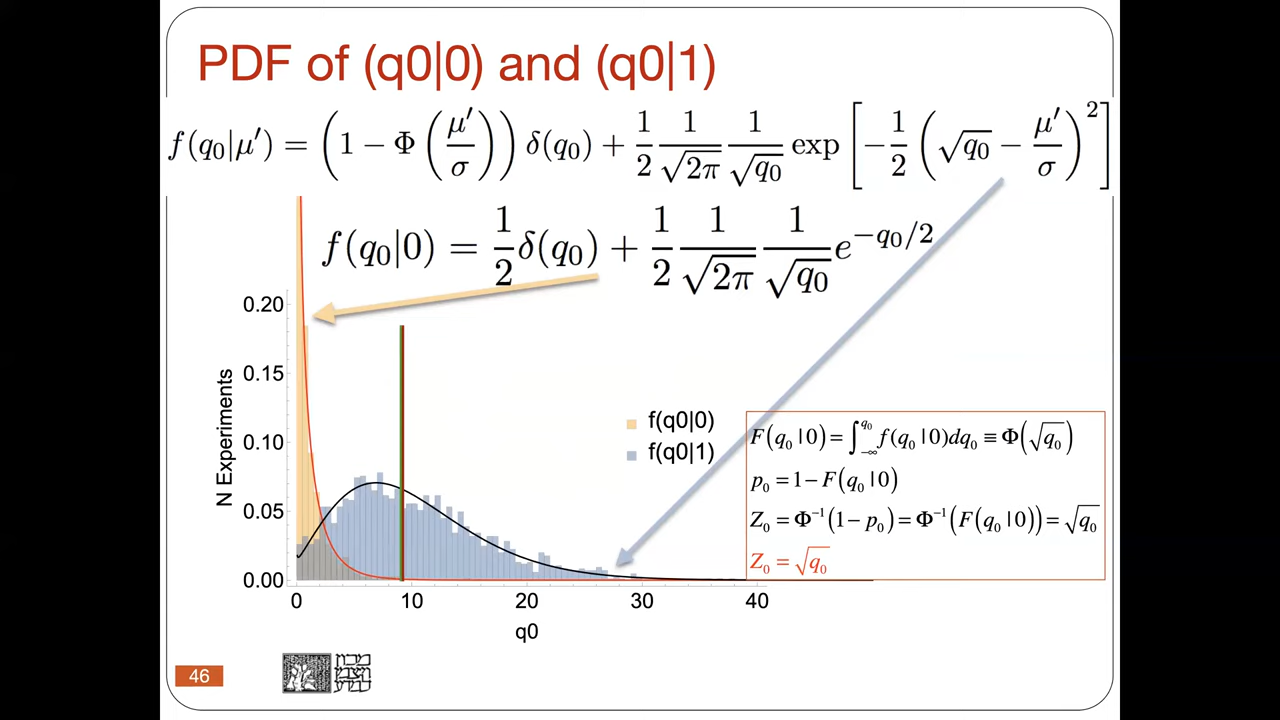 PDF of (q0|0) and (q0|1)
f(q₀|μ′) = (1 − Φ(μ′/σ)) δ(q₀) + 1/2 1/√2π 1/√q₀ exp[−1/2 (√q₀ − μ′/σ)²]
f(q₀|0) = 1/2 δ(q₀) + 1/2 1/√2π 1/√q₀ e^{−q₀/2}
0.20
0.15
0.10
0.05
0.00
N Experiments
f(q0|0)
f(q0|1)
F(q₀|0) = ∫_{−∞}^{q₀} f(q₀|0)dq₀ ≡ Φ(√q₀)
p₀ = 1 − F(q₀|0)
Z₀ = Φ⁻¹(1 − p₀) = Φ⁻¹(F(q₀|0)) = √q₀
Z₀ = √q₀
0 10 20 30 40
q0
46